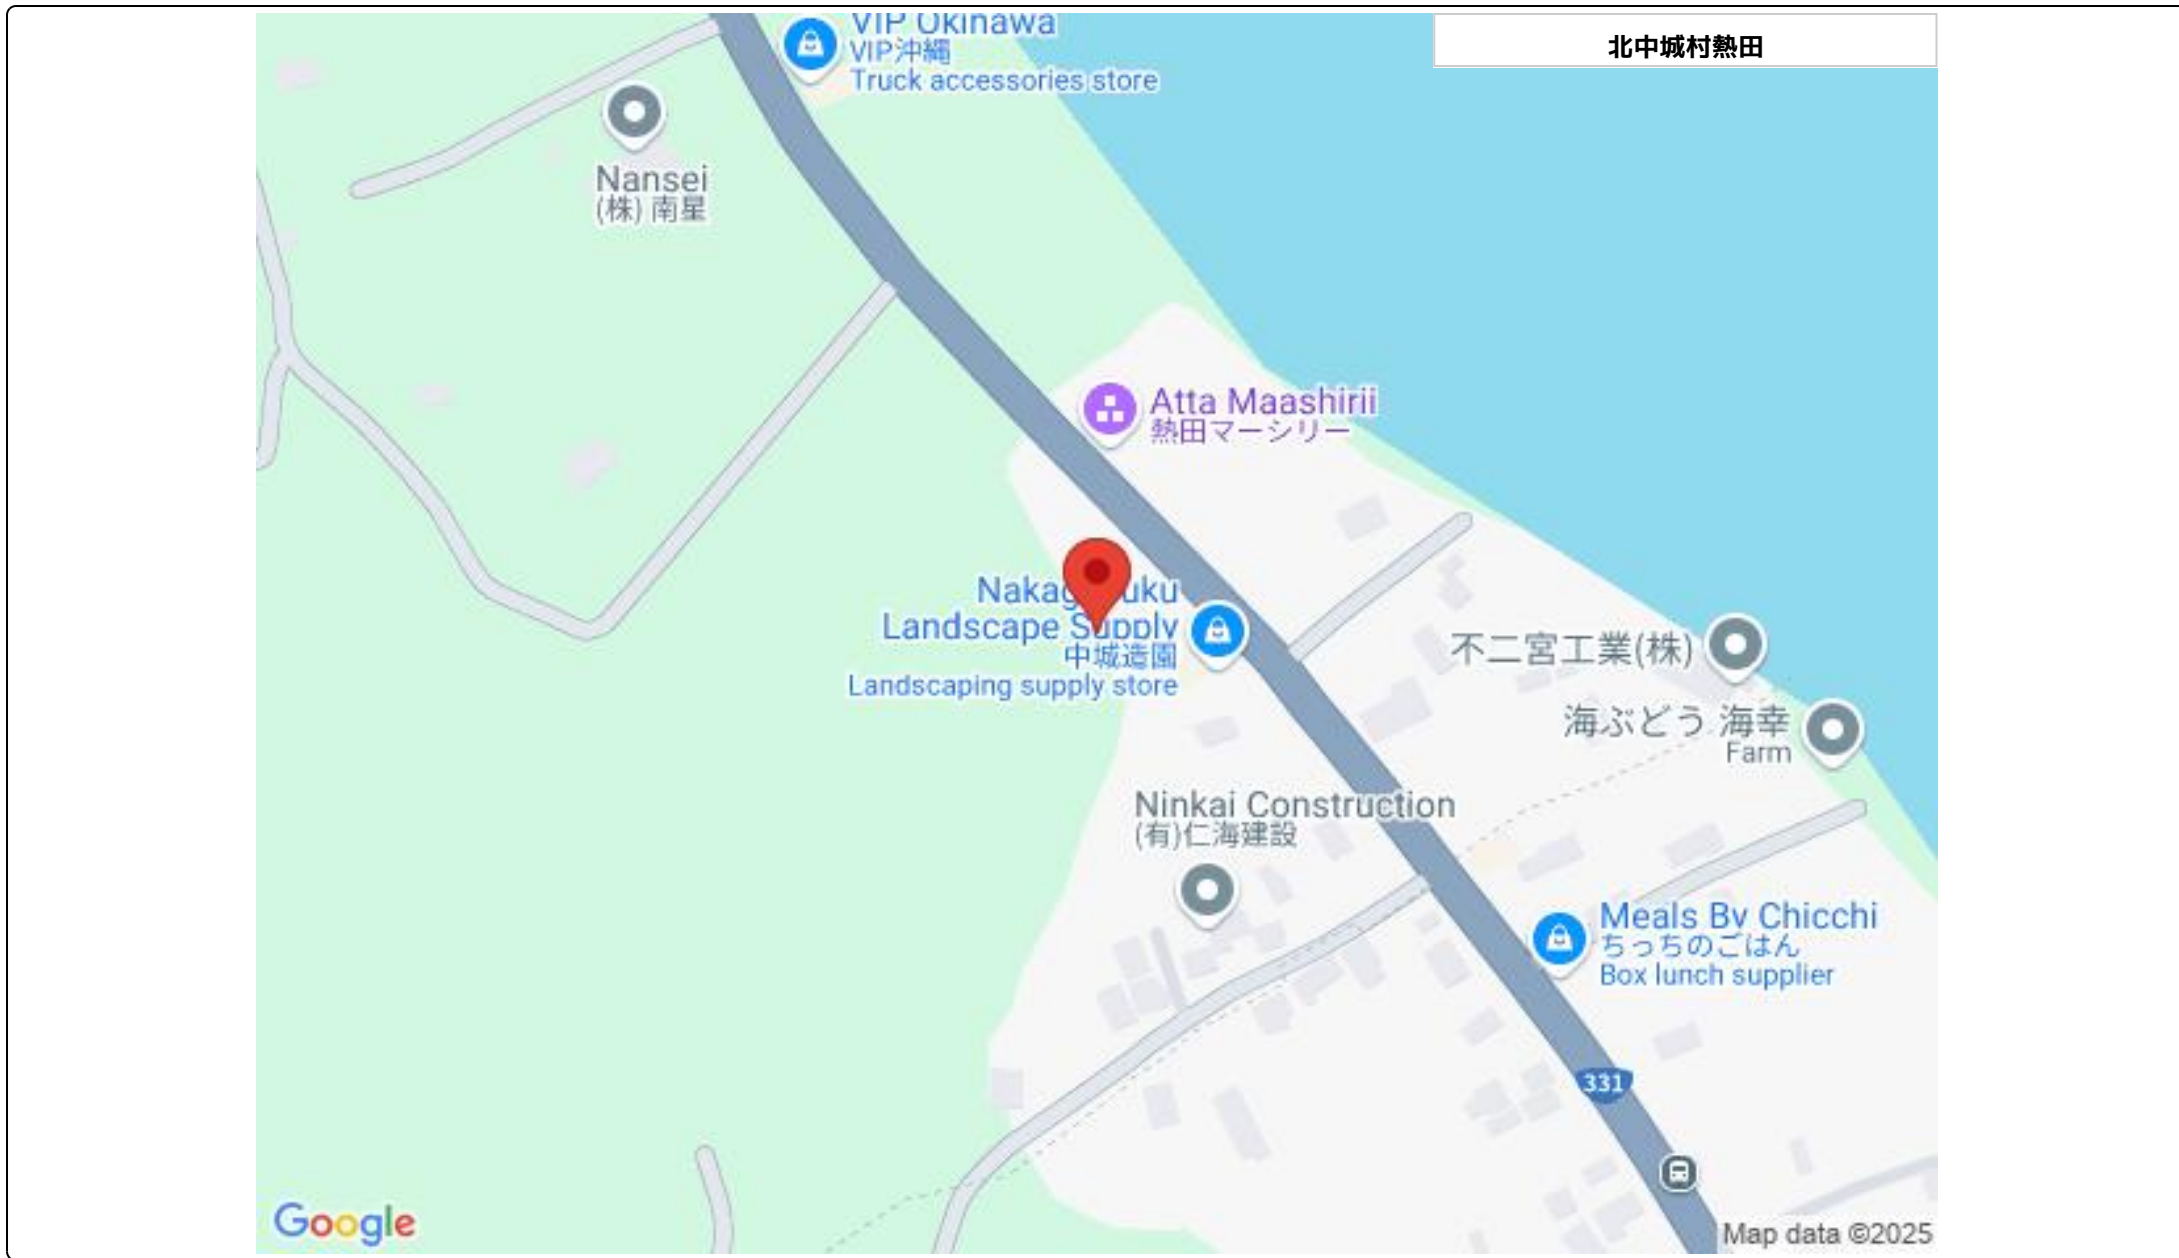 VIP Okinawa
VIP沖縄
Truck accessories store
北中城村熱田
Nansei
(株) 南星
Atta Maashirii
熱田マーシリー
Landscape Supply
中城造園
Landscaping supply store
不二宮工業(株)
海ぶどう 海幸
Farm
Ninkai Construction
(有)仁海建設
Meals By Chicchi
ちっちのごはん
Box lunch supplier
331
Google
Map data ©2025